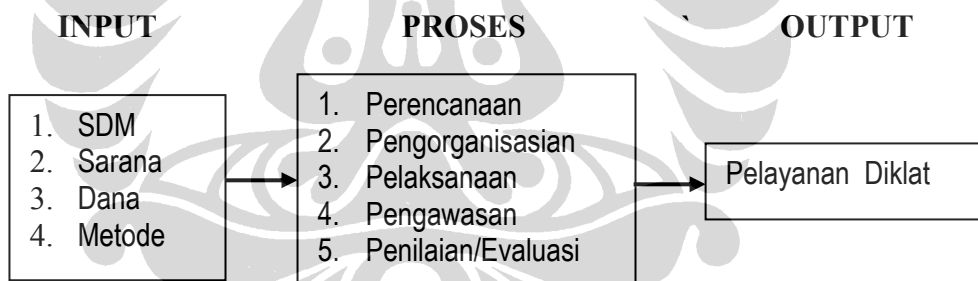 INPUT
PROSES
OUTPUT
1. SDM
2. Sarana
3. Dana
4. Metode
1. Perencanaan
2. Pengorganisasian
3. Pelaksanaan
4. Pengawasan
5. Penilaian/Evaluasi
Pelayanan Diklat